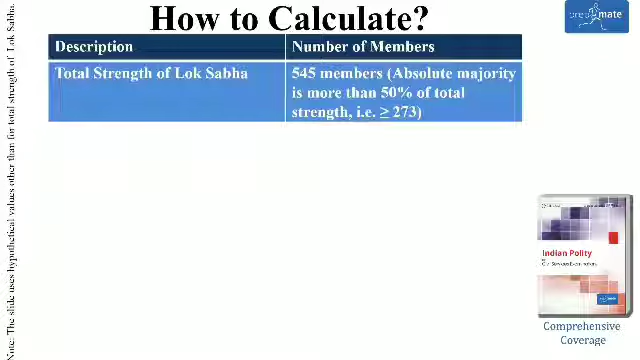 How to Calculate?
Description
Number of Members
Total Strength of Lok Sabha
545 members (Absolute majority
is more than 50% of total
strength, i.e. ≥ 273)
Note: The slide uses hypothetical values other than for total strength of Lok Sabha.
prep mate
Indian Polity
Comprehensive
Coverage